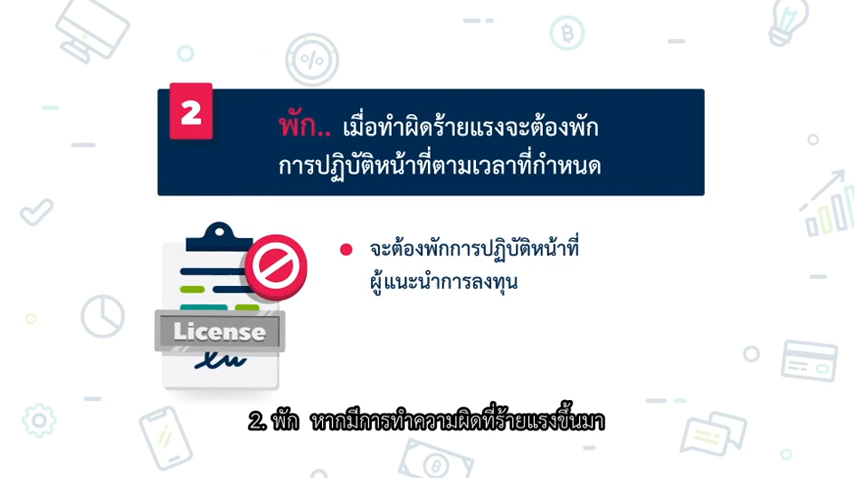 2
พัก.. เมื่อทำผิดร้ายแรงจะต้องพัก
การปฏิบัติหน้าที่ตามเวลาที่กำหนด
จะต้องพักการปฏิบัติหน้าที่
ผู้แนะนำการลงทุน
License
2. พัก หากมีการทำความผิดที่ร้ายแรงขึ้นมา